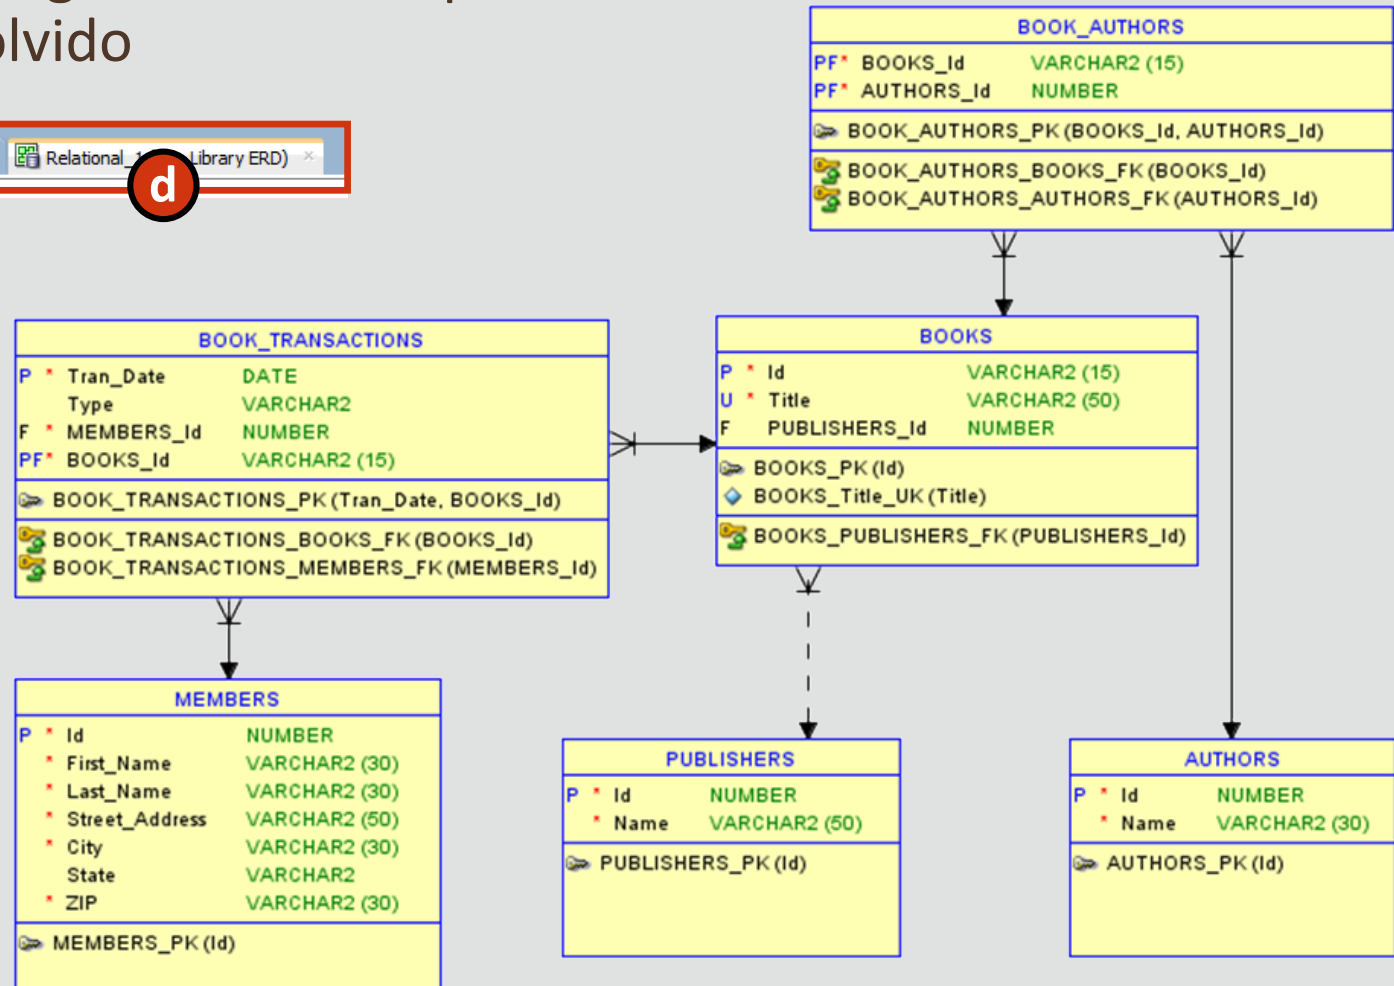 olvido
Relational_1 Library ERD)
d
BOOK_AUTHORS
PF* BOOKS_Id VARCHAR2 (15)
PF* AUTHORS_Id NUMBER
BOOK_AUTHORS_PK (BOOKS_Id, AUTHORS_Id)
BOOK_AUTHORS_BOOKS_FK (BOOKS_Id)
BOOK_AUTHORS_AUTHORS_FK (AUTHORS_Id)
BOOK_TRANSACTIONS
P * Tran_Date DATE
Type VARCHAR2
F * MEMBERS_Id NUMBER
PF* BOOKS_Id VARCHAR2 (15)
BOOK_TRANSACTIONS_PK (Tran_Date, BOOKS_Id)
BOOK_TRANSACTIONS_BOOKS_FK (BOOKS_Id)
BOOK_TRANSACTIONS_MEMBERS_FK (MEMBERS_Id)
BOOKS
P * Id VARCHAR2 (15)
U * Title VARCHAR2 (50)
F PUBLISHERS_Id NUMBER
BOOKS_PK (Id)
BOOKS_Title_UK (Title)
BOOKS_PUBLISHERS_FK (PUBLISHERS_Id)
MEMBERS
P * Id NUMBER
* First_Name VARCHAR2 (30)
* Last_Name VARCHAR2 (30)
* Street_Address VARCHAR2 (50)
* City VARCHAR2 (30)
State VARCHAR2
* ZIP VARCHAR2 (30)
MEMBERS_PK (Id)
PUBLISHERS
P * Id NUMBER
* Name VARCHAR2 (50)
PUBLISHERS_PK (Id)
AUTHORS
P * Id NUMBER
* Name VARCHAR2 (30)
AUTHORS_PK (Id)